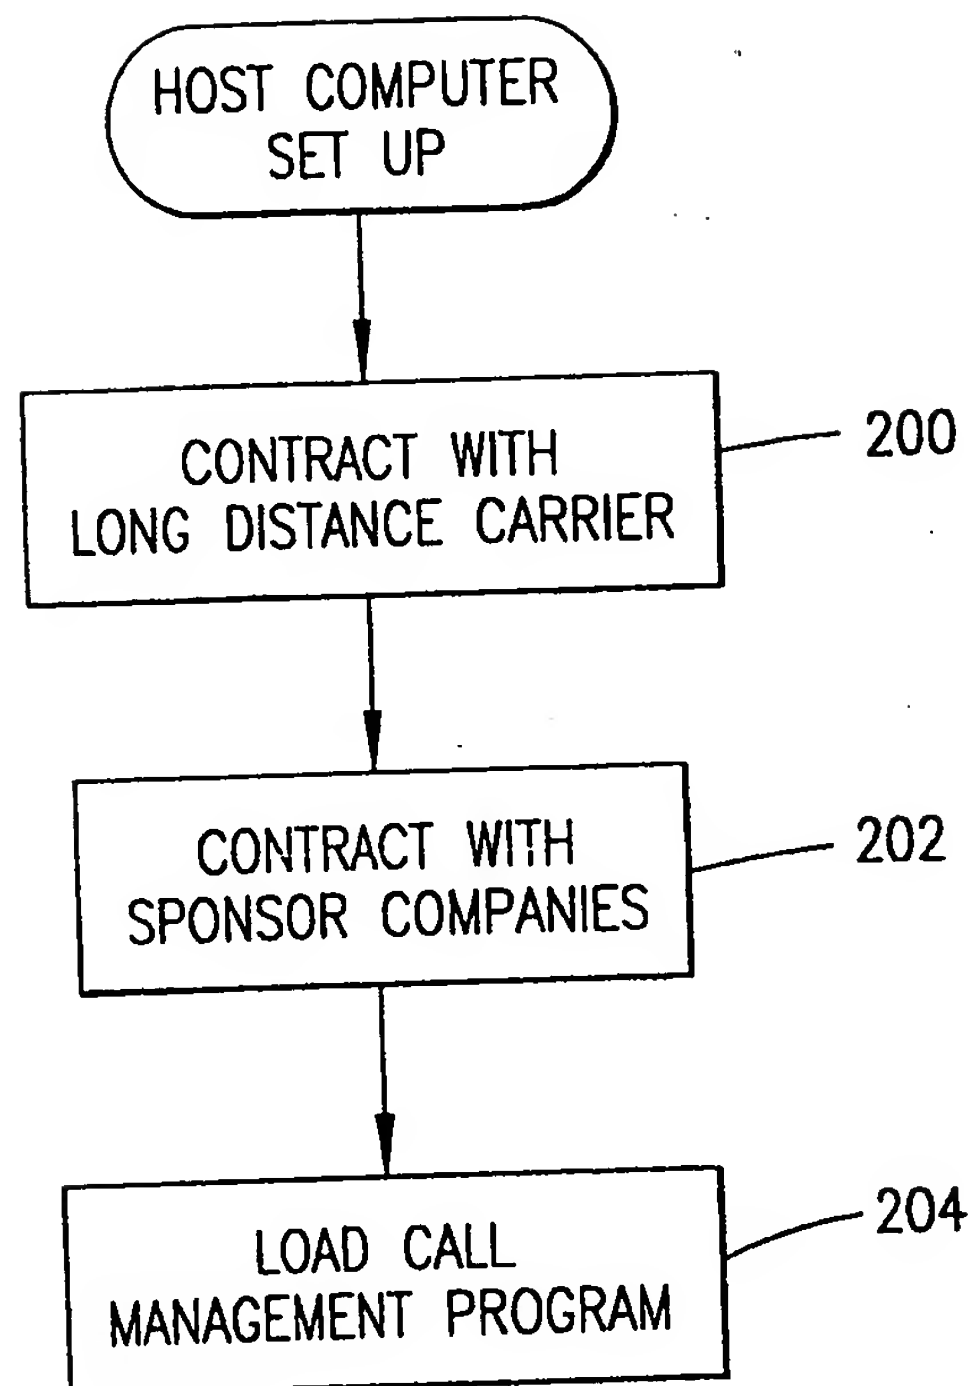 HOST COMPUTER
SET UP
CONTRACT WITH
LONG DISTANCE CARRIER
200
CONTRACT WITH
SPONSOR COMPANIES
202
LOAD CALL
MANAGEMENT PROGRAM
204